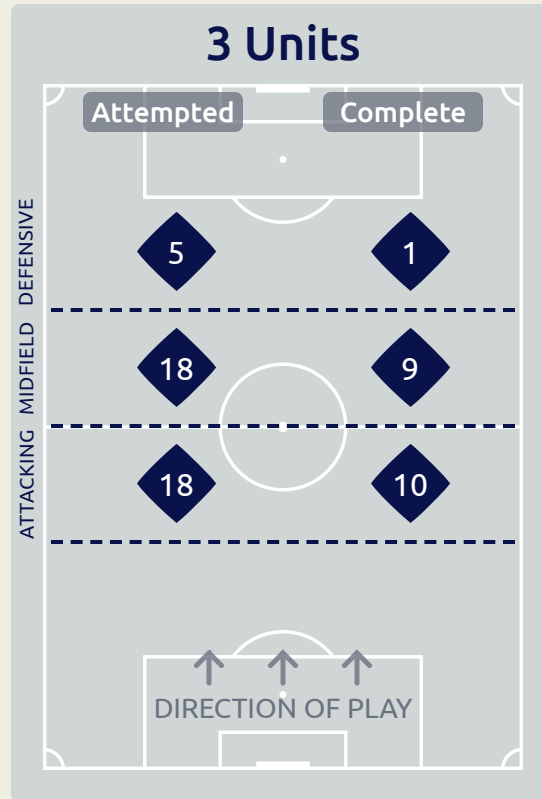 3 Units
Attempted Complete
DEFENSIVE
5 1
MIDFIELD
18 9
ATTACKING
18 10
DIRECTION OF PLAY